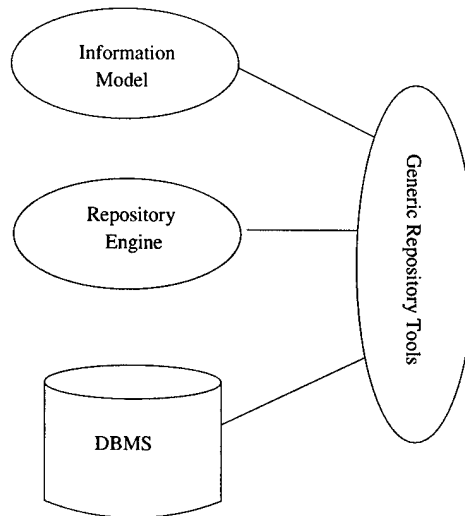 Information
Model
Repository
Engine
DBMS
Generic Repository Tools